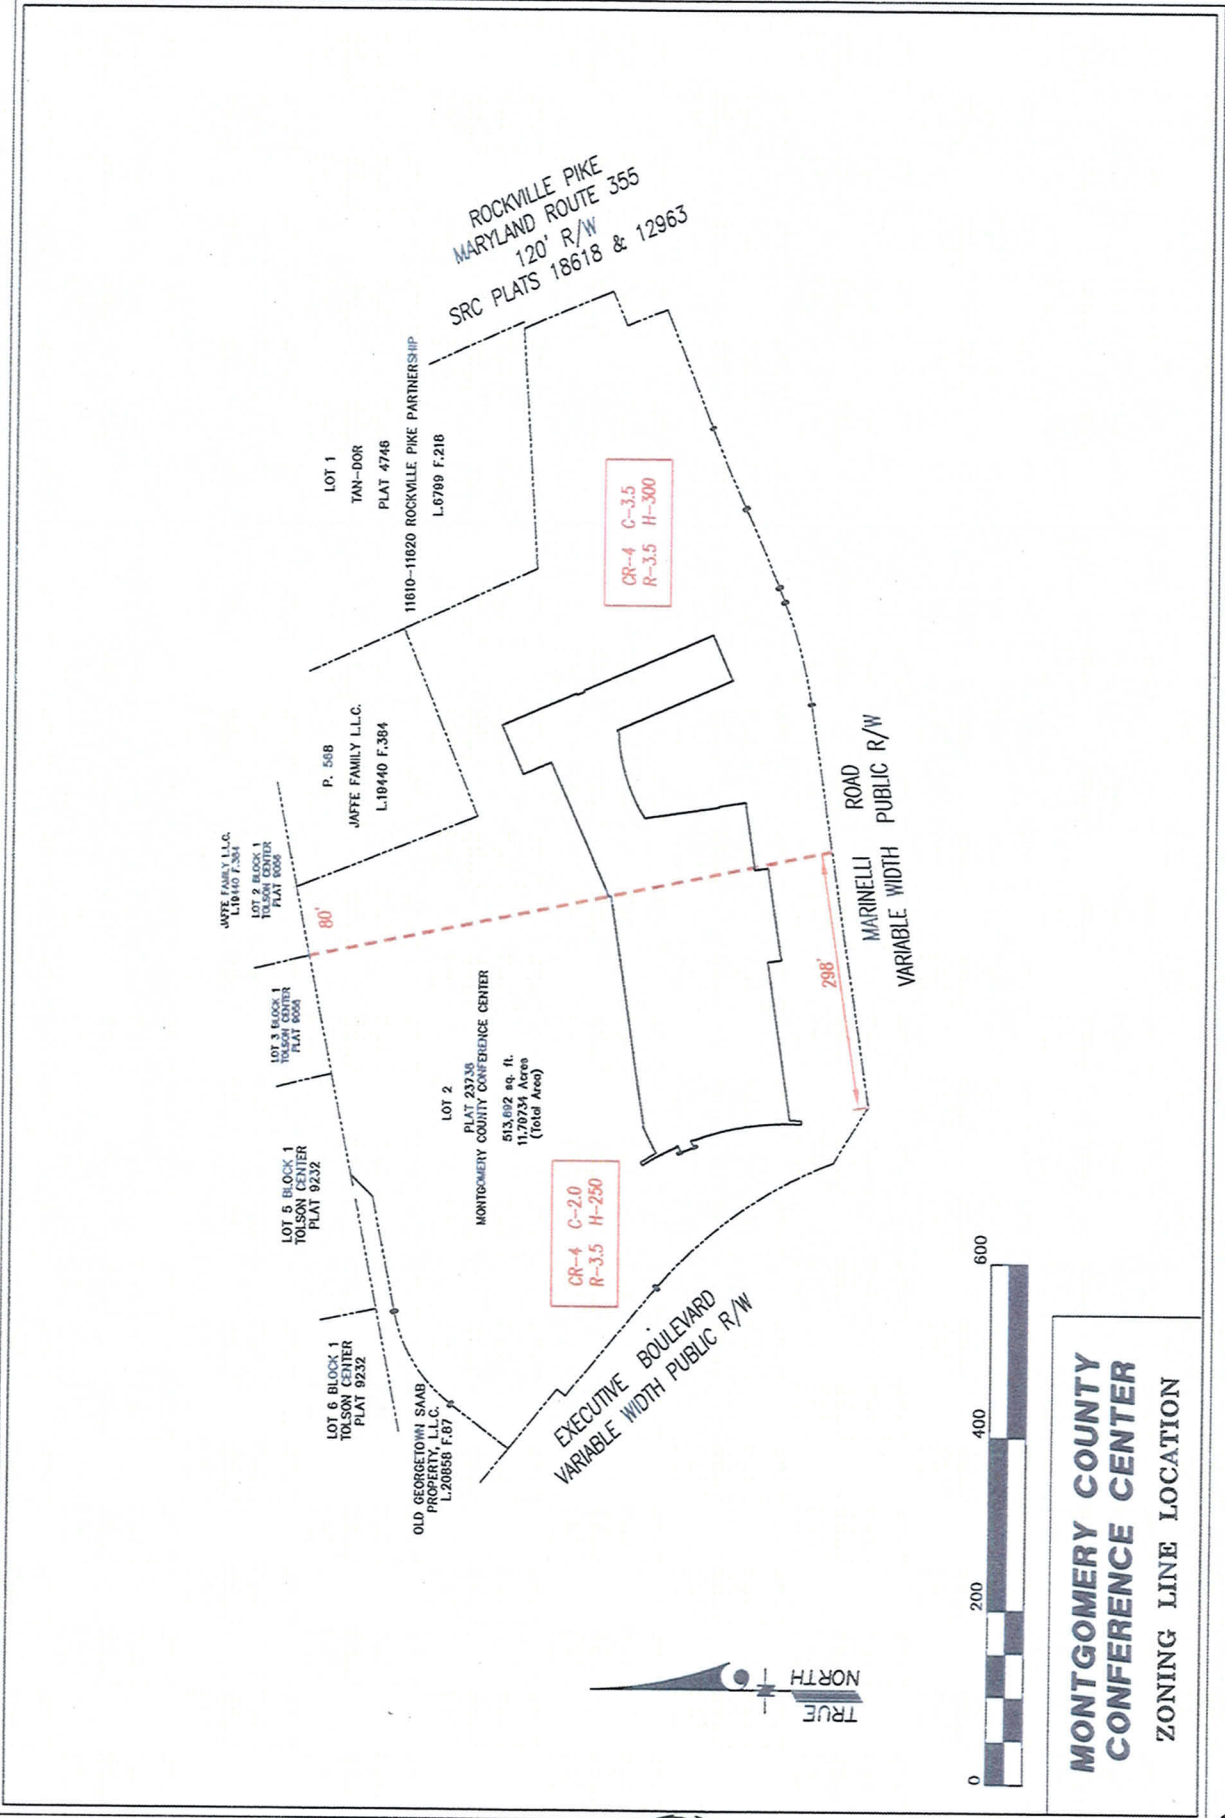 ROCKVILLE PIKE
MARYLAND ROUTE 355
120' R/W
SRC PLATS 18618 & 12963
LOT 1
TAN-DOR
PLAT 4746
11610-11620 ROCKVILLE PIKE PARTNERSHIP
L.6799 F.218
CR-4 C-3.5
R-3.5 H-300
P. 568
JAFFE FAMILY L.L.C.
L.19440 F.384
JAFFE FAMILY L.L.C.
L.19440 F.384
LOT 2 BLOCK 1
TOLSON CENTER
PLAT 9056
80'
LOT 3 BLOCK 1
TOLSON CENTER
PLAT 9056
LOT 5 BLOCK 1
TOLSON CENTER
PLAT 9232
LOT 6 BLOCK 1
TOLSON CENTER
PLAT 9232
OLD GEORGETOWN SAAB
PROPERTY, L.L.C.
L.20858 F.87
LOT 2
PLAT 23736
MONTGOMERY COUNTY CONFERENCE CENTER
513,692 sq. ft.
11.79734 Acres
(Total Area)
CR-4 C-2.0
R-3.5 H-250
298'
MARINELLI ROAD
VARIABLE WIDTH PUBLIC R/W
EXECUTIVE BOULEVARD
VARIABLE WIDTH PUBLIC R/W
TRUE
NORTH
0 200 400 600
MONTGOMERY COUNTY
CONFERENCE CENTER
ZONING LINE LOCATION